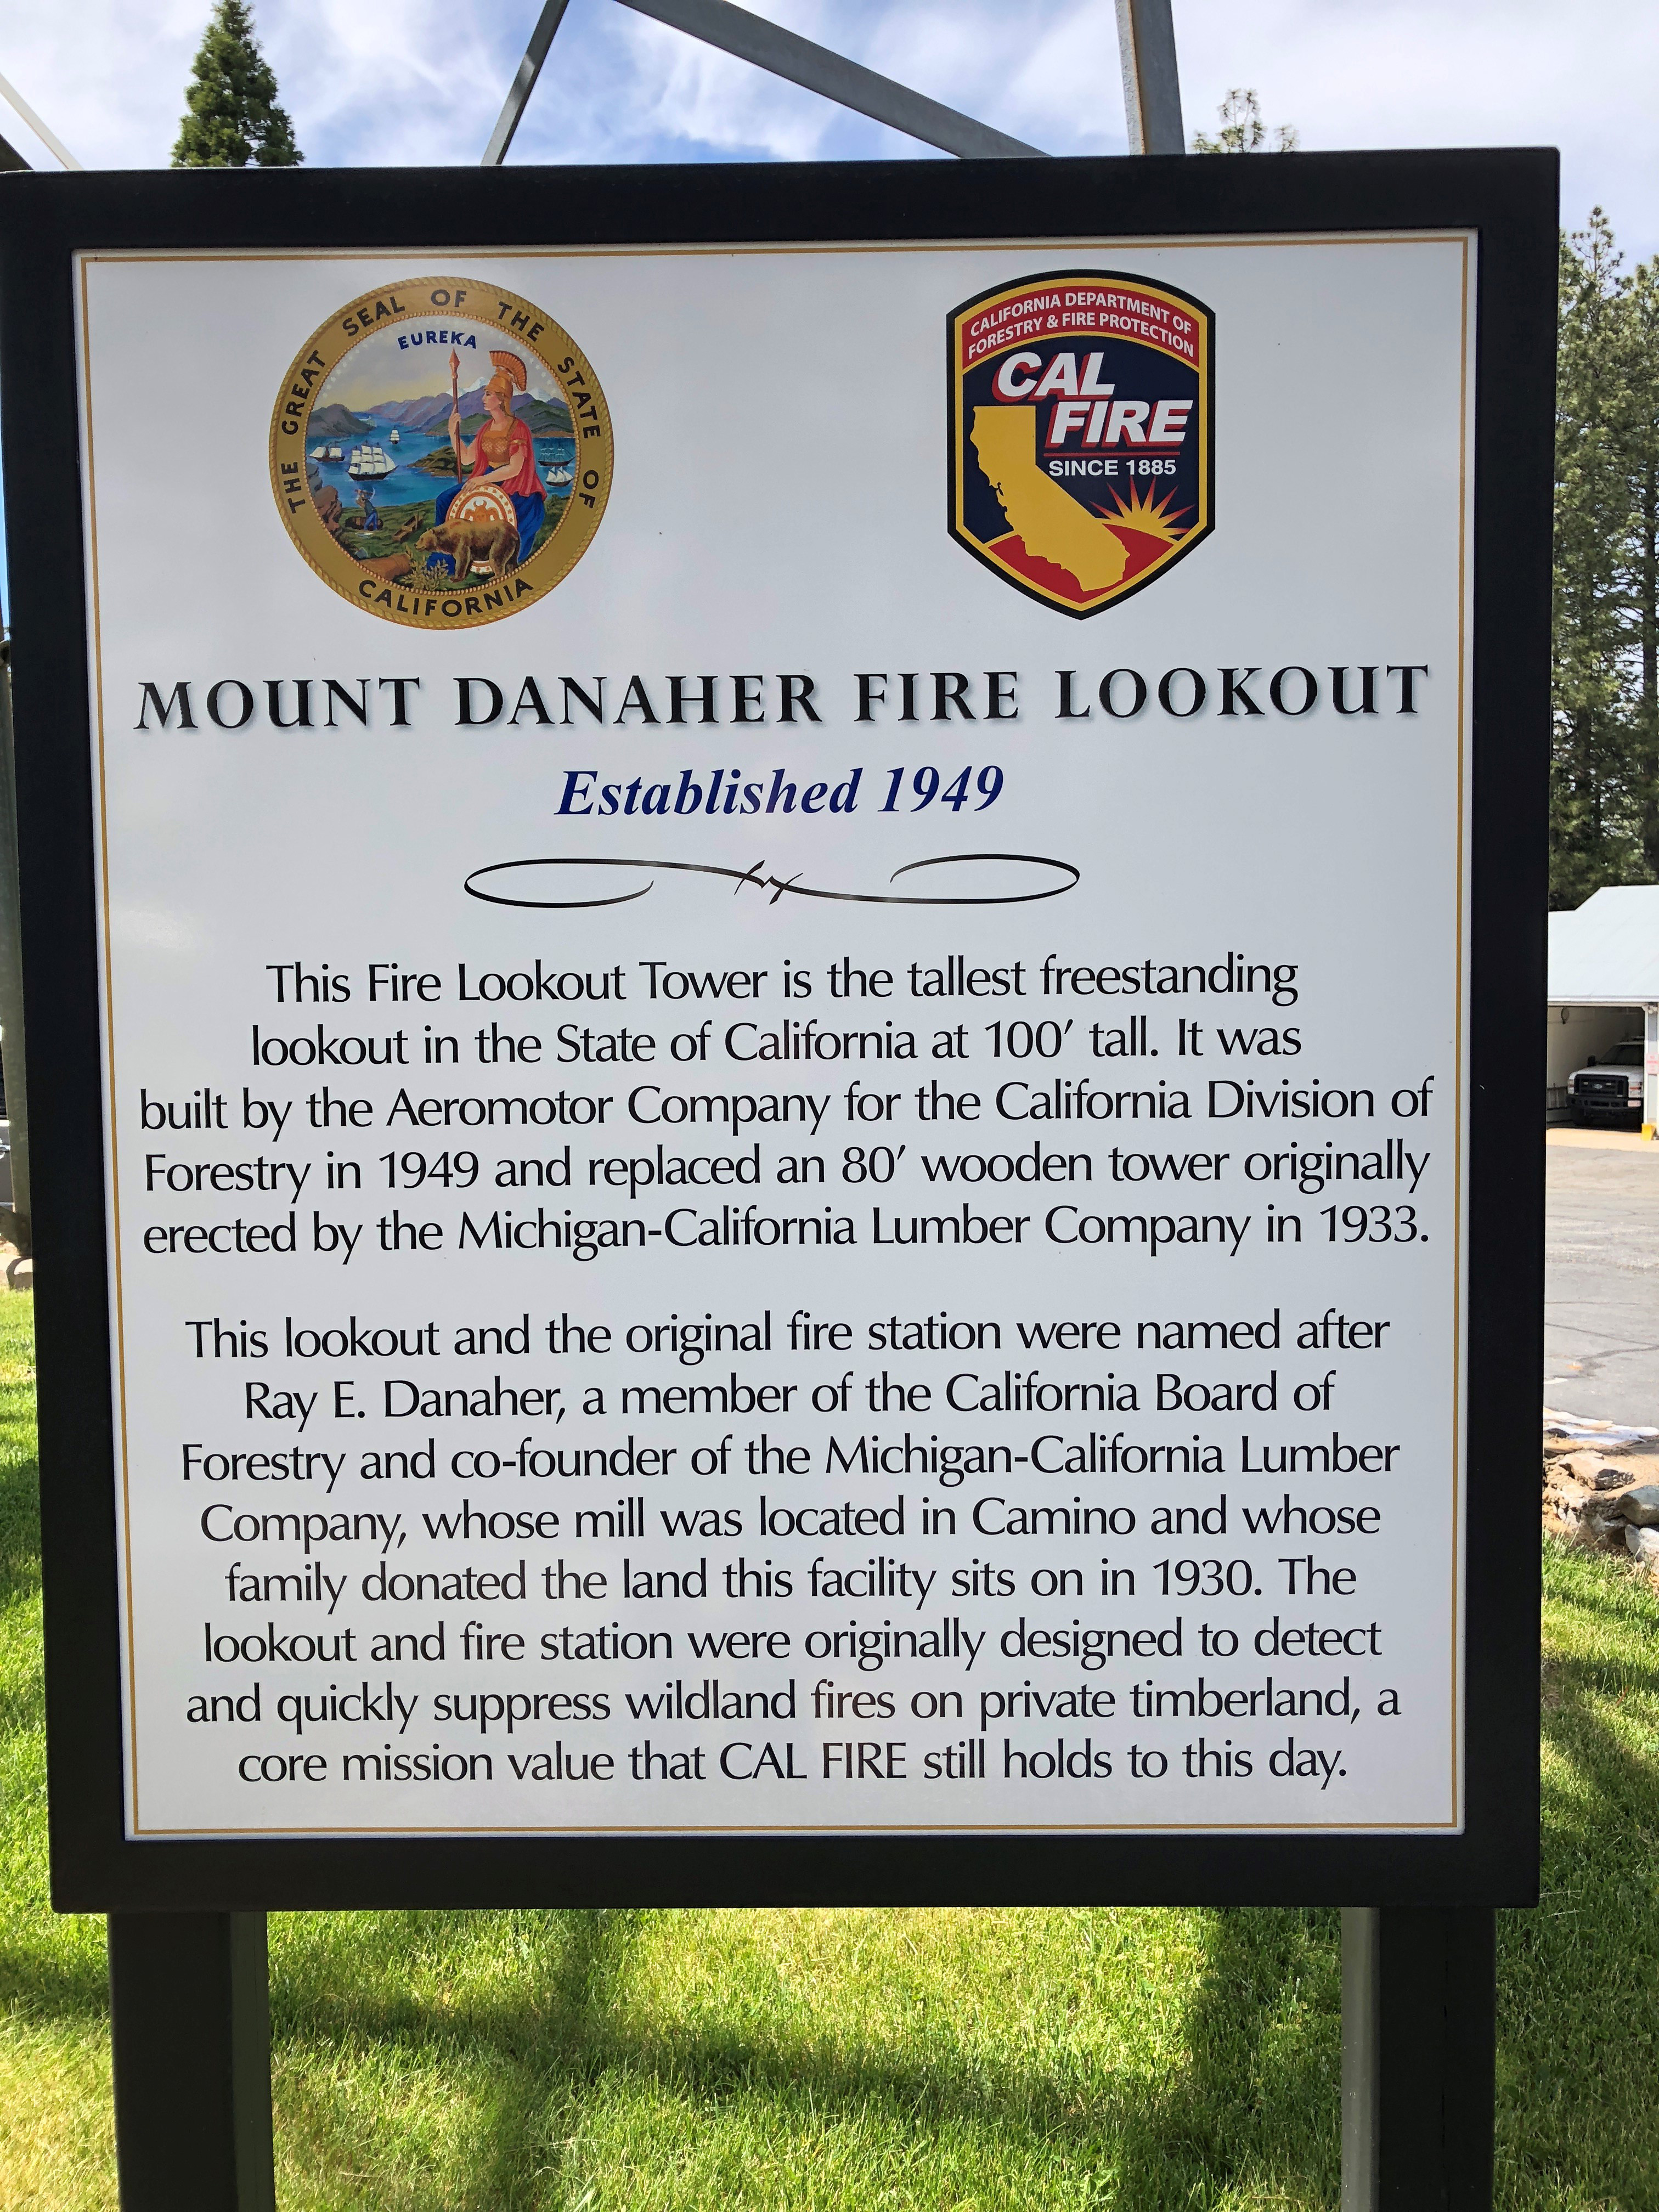 THE GREAT SEAL OF THE STATE OF CALIFORNIA
EUREKA
CALIFORNIA DEPARTMENT OF
FORESTRY & FIRE PROTECTION
CAL
FIRE
SINCE 1885
MOUNT DANAHER FIRE LOOKOUT
Established 1949
This Fire Lookout Tower is the tallest freestanding
lookout in the State of California at 100′ tall. It was
built by the Aeromotor Company for the California Division of
Forestry in 1949 and replaced an 80′ wooden tower originally
erected by the Michigan-California Lumber Company in 1933.
This lookout and the original fire station were named after
Ray E. Danaher, a member of the California Board of
Forestry and co-founder of the Michigan-California Lumber
Company, whose mill was located in Camino and whose
family donated the land this facility sits on in 1930. The
lookout and fire station were originally designed to detect
and quickly suppress wildland fires on private timberland, a
core mission value that CAL FIRE still holds to this day.